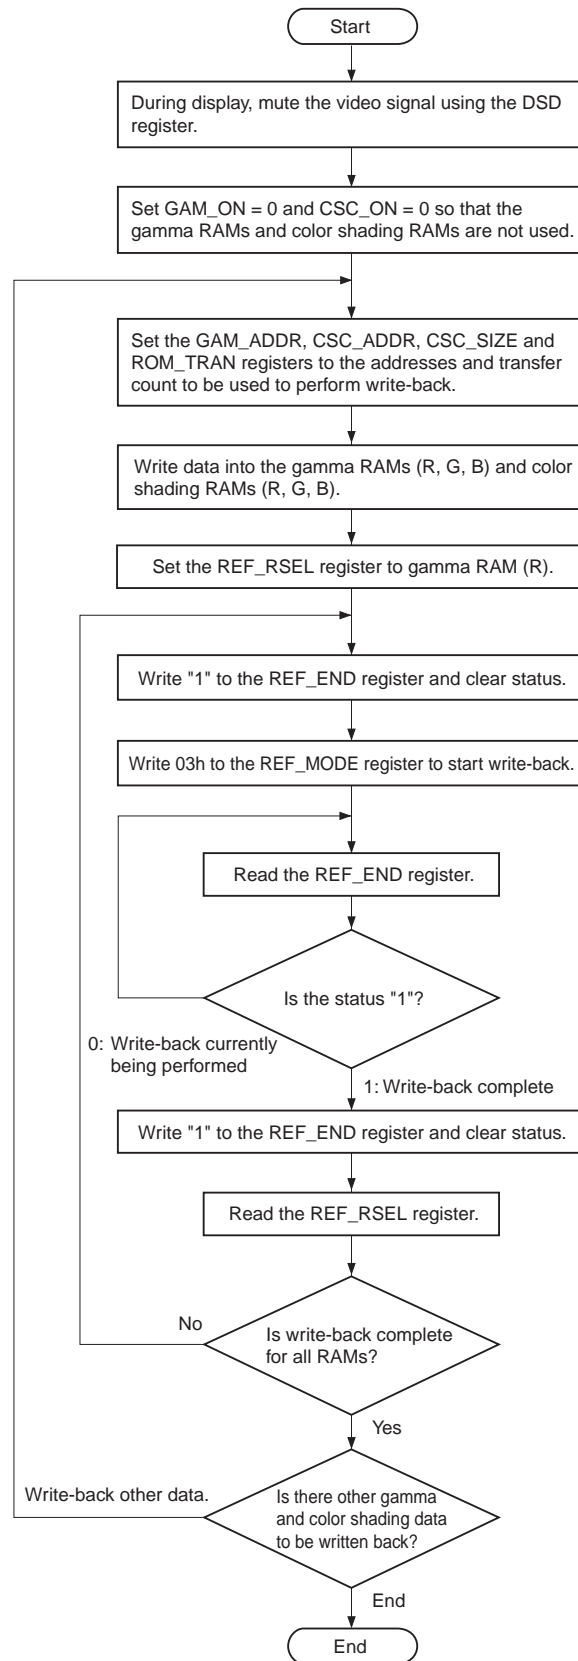 Start
During display, mute the video signal using the DSD
register.
Set GAM_ON = 0 and CSC_ON = 0 so that the
gamma RAMs and color shading RAMs are not used.
Set the GAM_ADDR, CSC_ADDR, CSC_SIZE and
ROM_TRAN registers to the addresses and transfer
count to be used to perform write-back.
Write data into the gamma RAMs (R, G, B) and color
shading RAMs (R, G, B).
Set the REF_RSEL register to gamma RAM (R).
Write "1" to the REF_END register and clear status.
Write 03h to the REF_MODE register to start write-back.
Read the REF_END register.
Is the status "1"?
0: Write-back currently
being performed
1: Write-back complete
Write "1" to the REF_END register and clear status.
Read the REF_RSEL register.
No
Is write-back complete
for all RAMs?
Yes
Write-back other data.
Is there other gamma
and color shading data
to be written back?
End
End